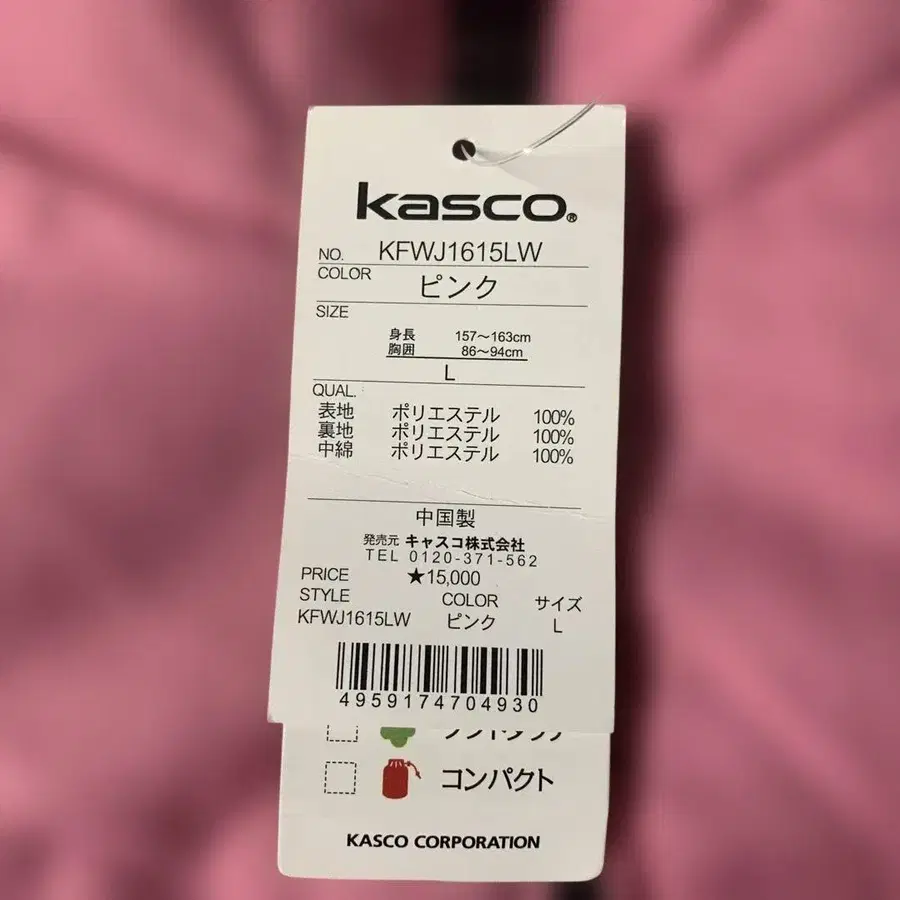 kasco®
NO. KFWJ1615LW
COLOR ピンク
SIZE
身長 157～163cm
胸囲 86～94cm
L
QUAL.
表地 ポリエステル 100%
裏地 ポリエステル 100%
中綿 ポリエステル 100%
中国製
発売元 キャスコ株式会社
TEL 0120-371-562
PRICE ★15,000
STYLE COLOR サイズ
KFWJ1615LW ピンク L
4959174704930
コンパクト
KASCO CORPORATION